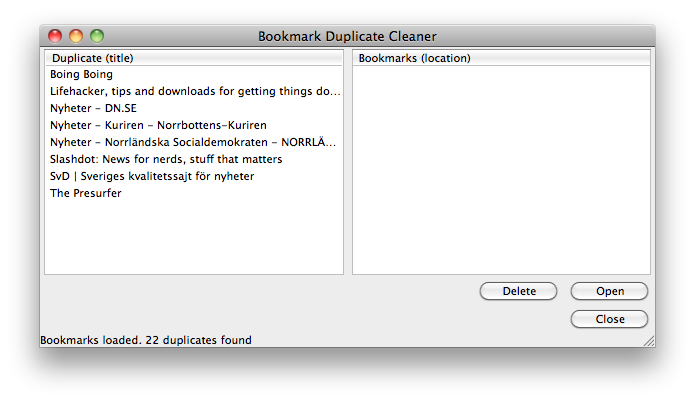 Bookmark Duplicate Cleaner
Duplicate (title)
Boing Boing
Lifehacker, tips and downloads for getting things do...
Nyheter - DN.SE
Nyheter - Kuriren - Norrbottens-Kuriren
Nyheter - Norrländska Socialdemokraten - NORRLÄ...
Slashdot: News for nerds, stuff that matters
SvD | Sveriges kvalitetssajt för nyheter
The Presurfer
Bookmarks (location)
Delete
Open
Close
Bookmarks loaded. 22 duplicates found